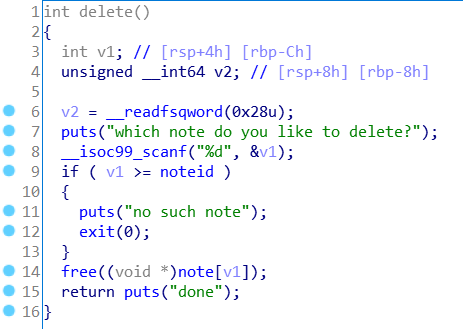 1 int delete()
2 {
3   int v1; // [rsp+4h] [rbp-Ch]
4   unsigned __int64 v2; // [rsp+8h] [rbp-8h]
5
6   v2 = __readfsqword(0x28u);
7   puts("which note do you like to delete?");
8   __isoc99_scanf("%d", &v1);
9   if ( v1 >= noteid )
10   {
11     puts("no such note");
12     exit(0);
13   }
14   free((void *)note[v1]);
15   return puts("done");
16 }